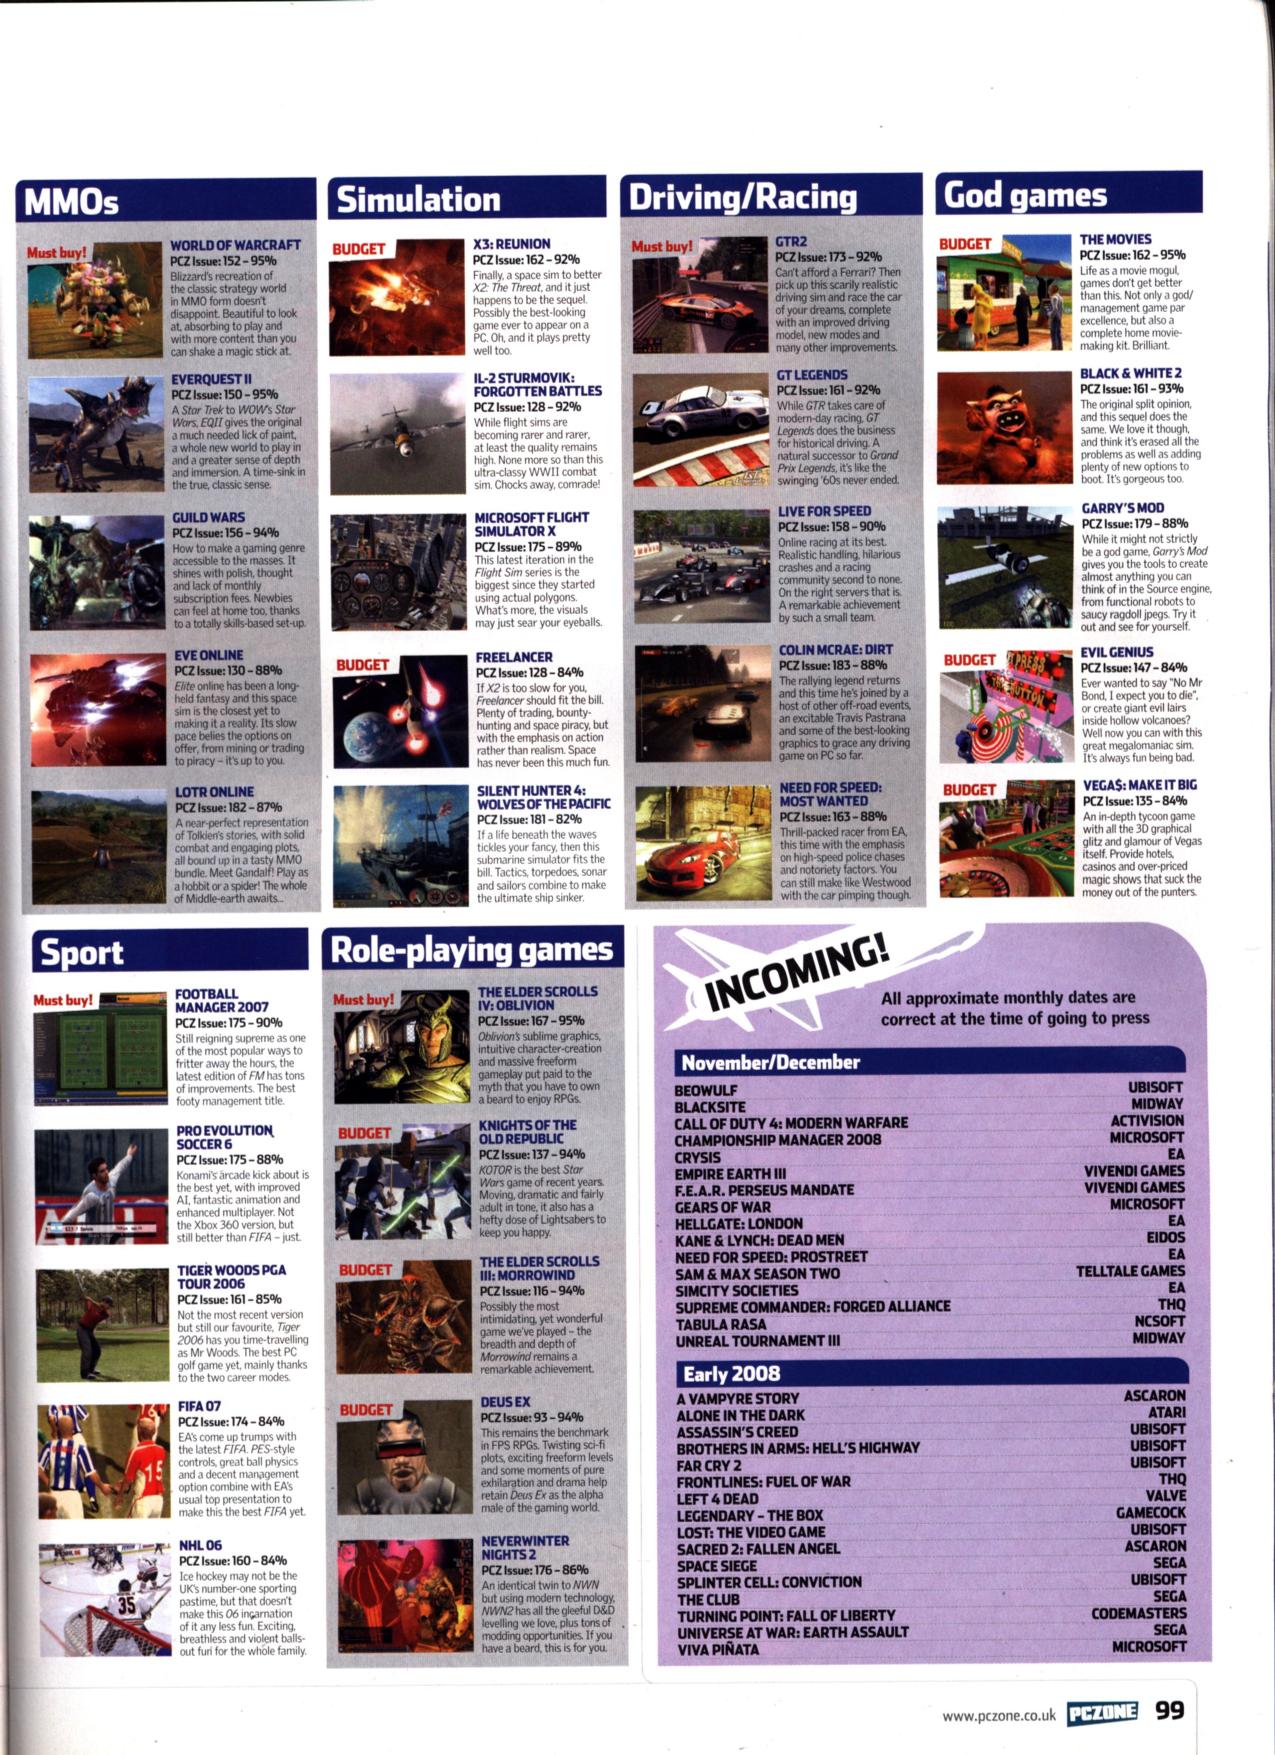 MMOs
Must buy!
WORLD OF WARCRAFT
PCZ Issue: 152 – 95%
Blizzard's recreation of
the classic strategy world
in MMO form doesn't
disappoint. Beautiful to look
at, absorbing to play and
with more content than you
can shake a magic stick at.
EVERQUEST II
PCZ Issue: 150 – 95%
A Star Trek to WOW's Star
Wars, EQII gives the original
a much needed lick of paint,
a whole new world to play in
and a greater sense of depth
and immersion. A time-sink in
the true, classic sense.
GUILD WARS
PCZ Issue: 156 – 94%
How to make a gaming genre
accessible to the masses. It
shines with polish, thought
and lack of monthly
subscription fees. Newbies
can feel at home too, thanks
to a totally skills-based set-up.
EVE ONLINE
PCZ Issue: 130 – 88%
Elite online has been a long-
held fantasy and this space
sim is the closest yet to
making it a reality. Its slow
pace belies the options on
offer, from mining or trading
to piracy – it's up to you.
LOTR ONLINE
PCZ Issue: 182 – 87%
A near-perfect representation
of Tolkien's stories, with solid
combat and engaging plots,
all bound up in a tasty MMO
bundle. Meet Gandalf! Play as
a hobbit or a spider! The whole
of Middle-earth awaits...
Simulation
BUDGET
X3: REUNION
PCZ Issue: 162 – 92%
Finally, a space sim to better
X2: The Threat, and it just
happens to be the sequel.
Possibly the best-looking
game ever to appear on a
PC. Oh, and it plays pretty
well too.
IL-2 STURMOVIK:
FORGOTTEN BATTLES
PCZ Issue: 128 – 92%
While flight sims are
becoming rarer and rarer,
at least the quality remains
high. None more so than this
ultra-classy WWII combat
sim. Chocks away, comrade!
MICROSOFT FLIGHT
SIMULATOR X
PCZ Issue: 175 – 89%
This latest iteration in the
Flight Sim series is the
biggest since they started
using actual polygons.
What's more, the visuals
may just sear your eyeballs.
BUDGET
FREELANCER
PCZ Issue: 128 – 84%
If X2 is too slow for you,
Freelancer should fit the bill.
Plenty of trading, bounty-
hunting and space piracy, but
with the emphasis on action
rather than realism. Space
has never been this much fun.
SILENT HUNTER 4:
WOLVES OF THE PACIFIC
PCZ Issue: 181 – 82%
If a life beneath the waves
tickles your fancy, then this
submarine simulator fits the
bill. Tactics, torpedoes, sonar
and sailors combine to make
the ultimate ship sinker.
Driving/Racing
Must buy!
GTR2
PCZ Issue: 173 – 92%
Can't afford a Ferrari? Then
pick up this scarily realistic
driving sim and race the car
of your dreams, complete
with an improved driving
model, new modes and
many other improvements.
GT LEGENDS
PCZ Issue: 161 – 92%
While GTR takes care of
modern-day racing, GT
Legends does the business
for historical driving. A
natural successor to Grand
Prix Legends, it's like the
swinging '60s never ended.
LIVE FOR SPEED
PCZ Issue: 158 – 90%
Online racing at its best.
Realistic handling, hilarious
crashes and a racing
community second to none.
On the right servers that is.
A remarkable achievement
by such a small team.
COLIN MCRAE: DIRT
PCZ Issue: 183 – 88%
The rallying legend returns
and this time he's joined by a
host of other off-road events,
an excitable Travis Pastrana
and some of the best-looking
graphics to grace any driving
game on PC so far.
NEED FOR SPEED:
MOST WANTED
PCZ Issue: 163 – 88%
Thrill-packed racer from EA,
this time with the emphasis
on high-speed police chases
and notoriety factors. You
can still make like Westwood
with the car pimping though.
God games
BUDGET
THE MOVIES
PCZ Issue: 162 – 95%
Life as a movie mogul,
games don't get better
than this. Not only a god/
management game par
excellence, but also a
complete home movie-
making kit. Brilliant.
BLACK & WHITE 2
PCZ Issue: 161 – 93%
The original split opinion,
and this sequel does the
same. We love it though,
and think it's erased all the
problems as well as adding
plenty of new options to
boot. It's gorgeous too.
GARRY'S MOD
PCZ Issue: 179 – 88%
While it might not strictly
be a god game, Garry's Mod
gives you the tools to create
almost anything you can
think of in the Source engine,
from functional robots to
saucy ragdoll jpegs. Try it
out and see for yourself.
BUDGET
EVIL GENIUS
PCZ Issue: 147 – 84%
Ever wanted to say "No Mr
Bond, I expect you to die",
or create giant evil lairs
inside hollow volcanoes?
Well now you can with this
great megalomaniac sim.
It's always fun being bad.
BUDGET
VEGA$: MAKE IT BIG
PCZ Issue: 135 – 84%
An in-depth tycoon game
with all the 3D graphical
glitz and glamour of Vegas
itself. Provide hotels,
casinos and over-priced
magic shows that suck the
money out of the punters.
Sport
Must buy!
FOOTBALL
MANAGER 2007
PCZ Issue: 175 – 90%
Still reigning supreme as one
of the most popular ways to
fritter away the hours, the
latest edition of FM has tons
of improvements. The best
footy management title.
PRO EVOLUTION
SOCCER 6
PCZ Issue: 175 – 88%
Konami's arcade kick about is
the best yet, with improved
AI, fantastic animation and
enhanced multiplayer. Not
the Xbox 360 version, but
still better than FIFA – just.
TIGER WOODS PGA
TOUR 2006
PCZ Issue: 161 – 85%
Not the most recent version
but still our favourite, Tiger
2006 has you time-travelling
as Mr Woods. The best PC
golf game yet, mainly thanks
to the two career modes.
15
FIFA 07
PCZ Issue: 174 – 84%
EA's come up trumps with
the latest FIFA. PES-style
controls, great ball physics
and a decent management
option combine with EA's
usual top presentation to
make this the best FIFA yet.
35
NHL 06
PCZ Issue: 160 – 84%
Ice hockey may not be the
UK's number-one sporting
pastime, but that doesn't
make this 06 incarnation
of it any less fun. Exciting,
breathless and violent balls-
out furi for the whole family.
Role-playing games
Must buy!
THE ELDER SCROLLS
IV: OBLIVION
PCZ Issue: 167 – 95%
Oblivion's sublime graphics,
intuitive character-creation
and massive freeform
gameplay put paid to the
myth that you have to own
a beard to enjoy RPGs.
BUDGET
KNIGHTS OF THE
OLD REPUBLIC
PCZ Issue: 137 – 94%
KOTOR is the best Star
Wars game of recent years.
Moving, dramatic and fairly
adult in tone, it also has a
hefty dose of Lightsabers to
keep you happy.
BUDGET
THE ELDER SCROLLS
III: MORROWIND
PCZ Issue: 116 – 94%
Possibly the most
intimidating, yet wonderful
game we've played – the
breadth and depth of
Morrowind remains a
remarkable achievement.
BUDGET
DEUS EX
PCZ Issue: 93 – 94%
This remains the benchmark
in FPS RPGs. Twisting sci-fi
plots, exciting freeform levels
and some moments of pure
exhilaration and drama help
retain Deus Ex as the alpha
male of the gaming world.
NEVERWINTER
NIGHTS 2
PCZ Issue: 176 – 86%
An identical twin to NWN
but using modern technology,
NWN2 has all the gleeful D&D
levelling we love, plus tons of
modding opportunities. If you
have a beard, this is for you.
INCOMING!
All approximate monthly dates are
correct at the time of going to press
November/December
BEOWULF UBISOFT
BLACKSITE MIDWAY
CALL OF DUTY 4: MODERN WARFARE ACTIVISION
CHAMPIONSHIP MANAGER 2008 MICROSOFT
CRYSIS EA
EMPIRE EARTH III VIVENDI GAMES
F.E.A.R. PERSEUS MANDATE VIVENDI GAMES
GEARS OF WAR MICROSOFT
HELLGATE: LONDON EA
KANE & LYNCH: DEAD MEN EIDOS
NEED FOR SPEED: PROSTREET EA
SAM & MAX SEASON TWO TELLTALE GAMES
SIMCITY SOCIETIES EA
SUPREME COMMANDER: FORGED ALLIANCE THQ
TABULA RASA NCSOFT
UNREAL TOURNAMENT III MIDWAY
Early 2008
A VAMPYRE STORY ASCARON
ALONE IN THE DARK ATARI
ASSASSIN'S CREED UBISOFT
BROTHERS IN ARMS: HELL'S HIGHWAY UBISOFT
FAR CRY 2 UBISOFT
FRONTLINES: FUEL OF WAR THQ
LEFT 4 DEAD VALVE
LEGENDARY – THE BOX GAMECOCK
LOST: THE VIDEO GAME UBISOFT
SACRED 2: FALLEN ANGEL ASCARON
SPACE SIEGE SEGA
SPLINTER CELL: CONVICTION UBISOFT
THE CLUB SEGA
TURNING POINT: FALL OF LIBERTY CODEMASTERS
UNIVERSE AT WAR: EARTH ASSAULT SEGA
VIVA PIÑATA MICROSOFT
www.pczone.co.uk PCZONE 99